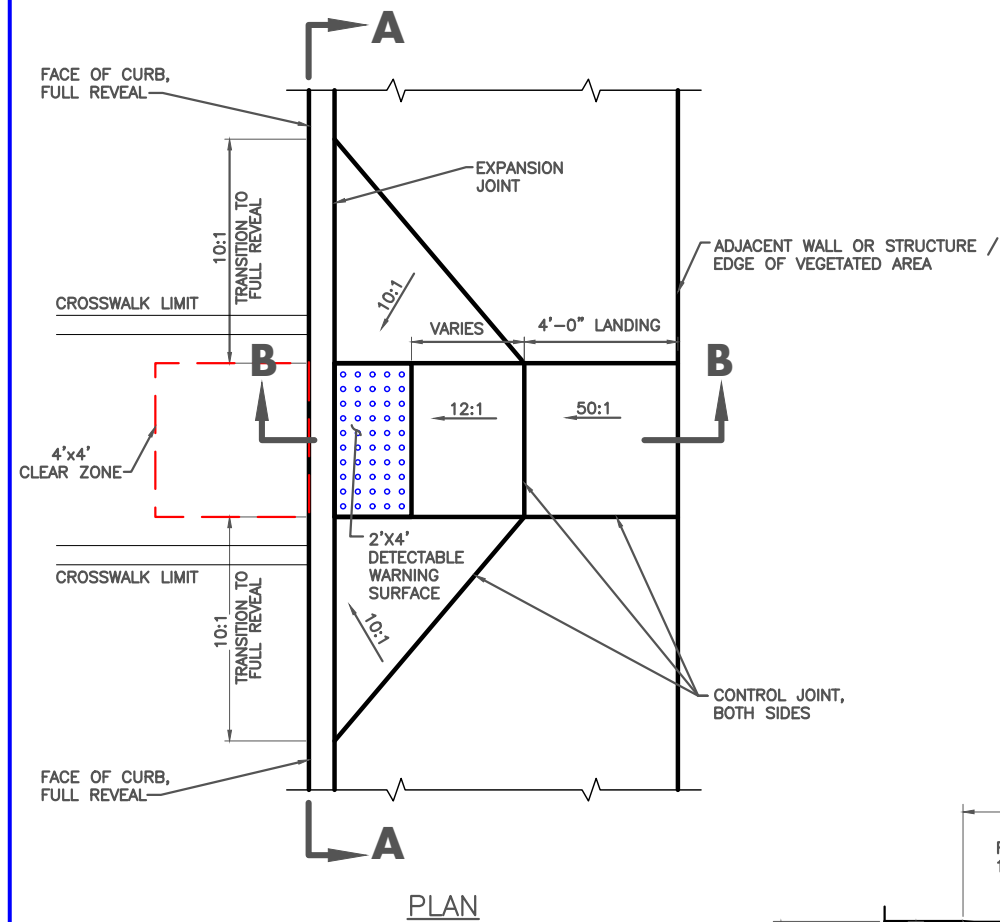 A
FACE OF CURB,
FULL REVEAL
EXPANSION
JOINT
10:1
TRANSITION TO
FULL REVEAL
ADJACENT WALL OR STRUCTURE /
EDGE OF VEGETATED AREA
10:1
CROSSWALK LIMIT
VARIES
4'-0" LANDING
B
B
12:1
50:1
4'x4'
CLEAR ZONE
2'X4'
DETECTABLE
WARNING
SURFACE
CROSSWALK LIMIT
10:1
TRANSITION TO
FULL REVEAL
10:1
CONTROL JOINT,
BOTH SIDES
FACE OF CURB,
FULL REVEAL
A
PLAN